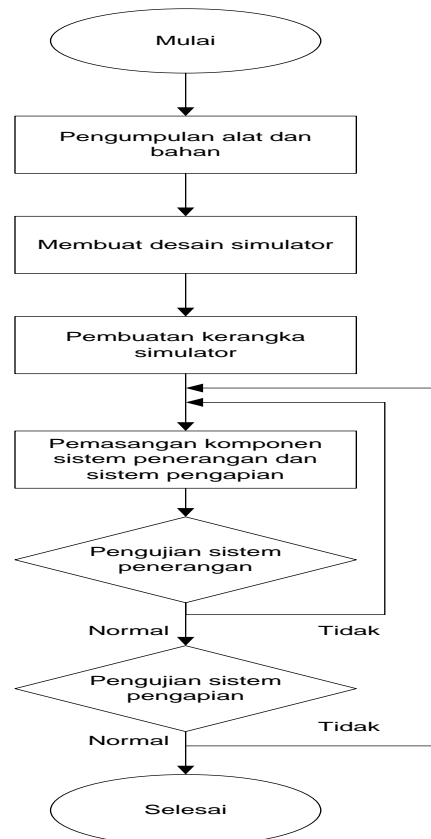 Mulai
Pengumpulan alat dan
bahan
Membuat desain simulator
Pembuatan kerangka
simulator
Pemasangan komponen
sistem penerangan dan
sistem pengapian
Pengujian sistem
penerangan
Normal
Tidak
Pengujian sistem
pengapian
Normal
Tidak
Selesai